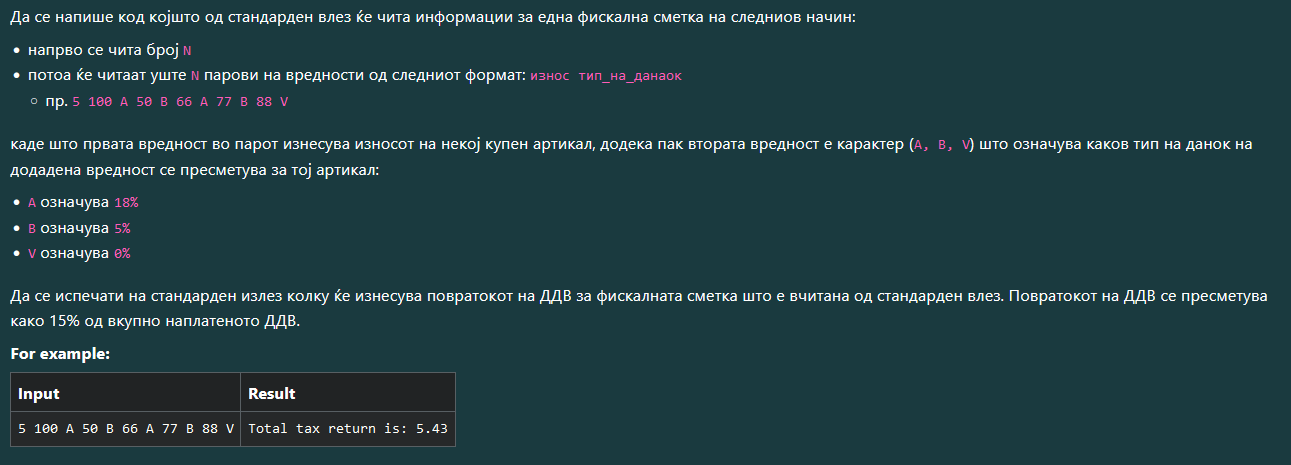 Да се напише код којшто од стандарден влез ќе чита информации за една фискална сметка на следниов начин:
• напрво се чита број N
• потоа ќе читаат уште N парови на вредности од следниот формат: износ тип_на_данаок
◦ пр. 5 100 A 50 B 66 A 77 B 88 V
каде што првата вредност во парот изнесува износот на некој купен артикал, додека пак втората вредност е карактер (A, B, V) што означува каков тип на данок на
додадена вредност се пресметува за тој артикал:
• A означува 18%
• B означува 5%
• V означува 0%
Да се испечати на стандарден излез колку ќе изнесува повратокот на ДДВ за фискалната сметка што е вчитана од стандарден влез. Повратокот на ДДВ се пресметува
како 15% од вкупно наплатеното ДДВ.
For example:
Input Result
5 100 A 50 B 66 A 77 B 88 V Total tax return is: 5.43